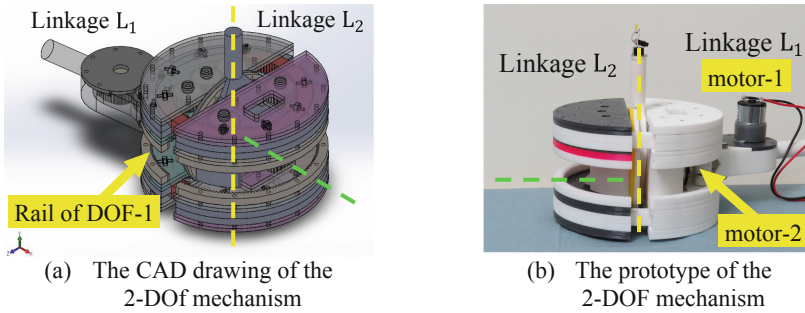 Linkage L₁
Linkage L₂
Rail of DOF-1
(a) The CAD drawing of the
2-DOf mechanism
Linkage L₂
Linkage L₁
motor-1
motor-2
(b) The prototype of the
2-DOF mechanism